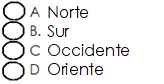 A Norte
B. Sur
C Occidente
D Oriente